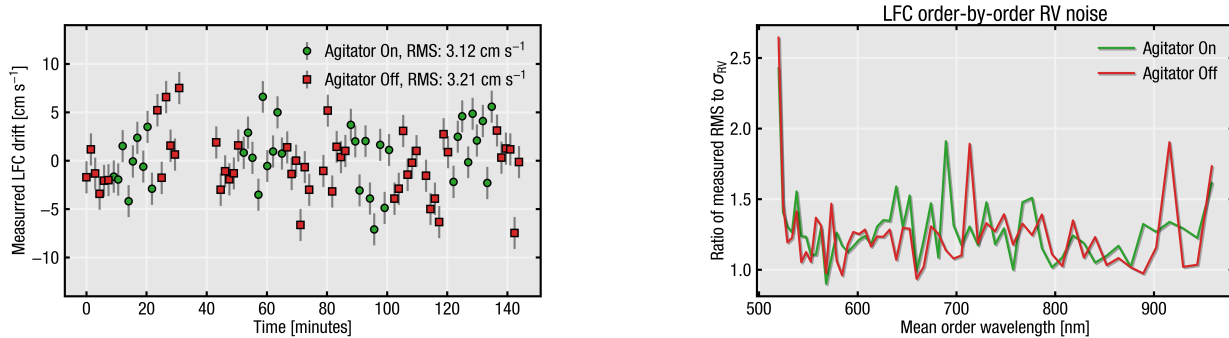 Agitator On, RMS: 3.12 cm s⁻¹
Agitator Off, RMS: 3.21 cm s⁻¹
Measurred LFC drift [cm s⁻¹]
10
5
0
−5
−10
0 20 40 60 80 100 120 140
Time [minutes]
LFC order-by-order RV noise
Agitator On
Agitator Off
Ratio of measured RMS to σRV
2.5
2.0
1.5
1.0
500 600 700 800 900
Mean order wavelength [nm]